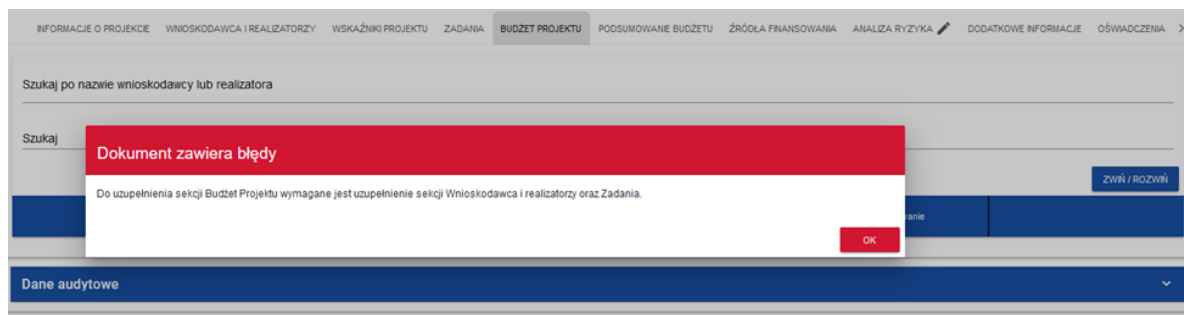 INFORMACJE O PROJEKCIE WNIOSKODAWCA I REALIZATORZY WSKAŹNIKI PROJEKTU ZADANIA BUDŻET PROJEKTU PODSUMOWANIE BUDŻETU ŹRÓDŁA FINANSOWANIA ANALIZA RYZYKA DODATKOWE INFORMACJE OŚWIADCZENIA
Szukaj po nazwie wnioskodawcy lub realizatora
Szukaj
Dokument zawiera błędy
Do uzupełnienia sekcji Budżet Projektu wymagane jest uzupełnienie sekcji Wnioskodawca i realizatorzy oraz Zadania.
ZWIŃ / ROZWIŃ
OK
Dane audytowe